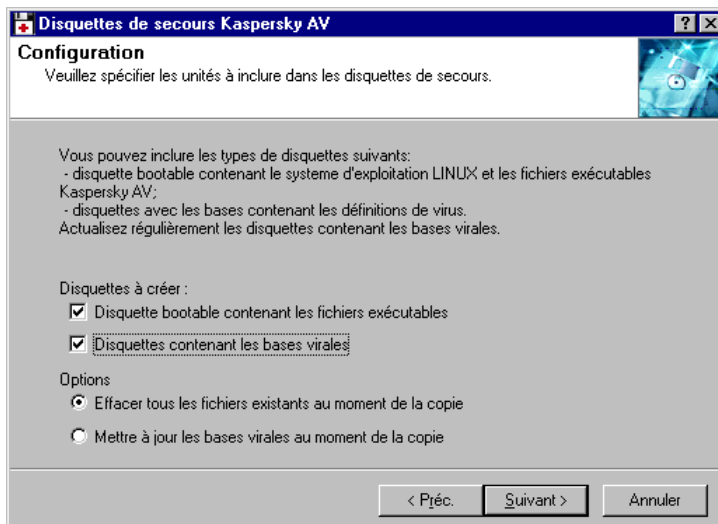 Disquettes de secours Kaspersky AV
Configuration
Veuillez spécifier les unités à inclure dans les disquettes de secours.
Vous pouvez inclure les types de disquettes suivants:
- disquette bootable contenant le systeme d'exploitation LINUX et les fichiers exécutables
Kaspersky AV;
- disquettes avec les bases contenant les définitions de virus.
Actualisez régulièrement les disquettes contenant les bases virales.
Disquettes à créer :
Disquette bootable contenant les fichiers exécutables
Disquettes contenant les bases virales
Options
Effacer tous les fichiers existants au moment de la copie
Mettre à jour les bases virales au moment de la copie
< Préc. Suivant > Annuler